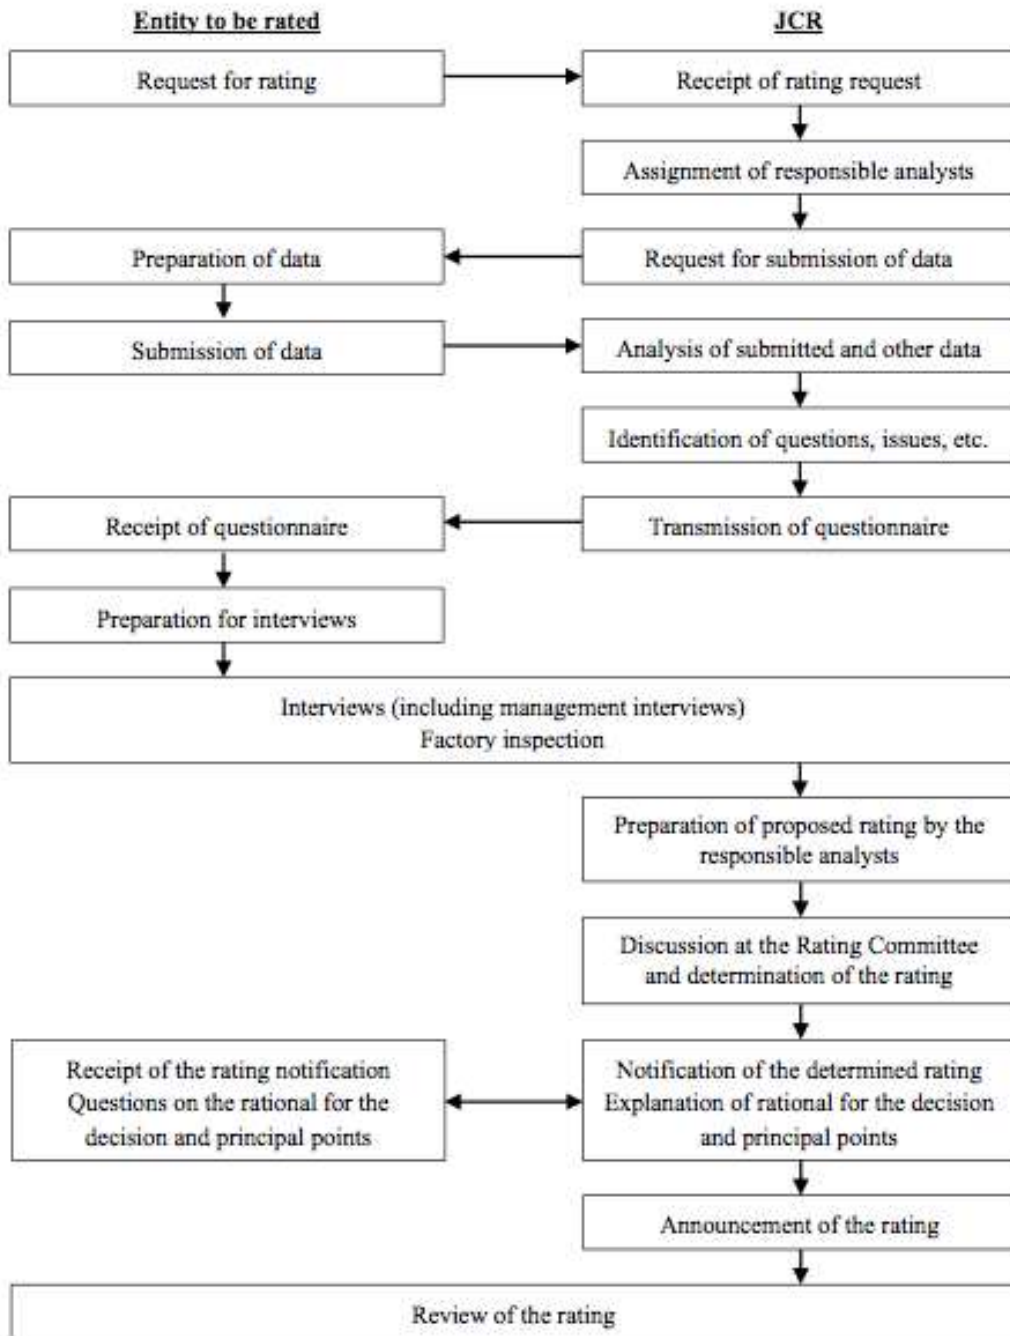 Entity to be rated
JCR
Request for rating
Receipt of rating request
Assignment of responsible analysts
Preparation of data
Request for submission of data
Submission of data
Analysis of submitted and other data
Identification of questions, issues, etc.
Receipt of questionnaire
Transmission of questionnaire
Preparation for interviews
Interviews (including management interviews)
Factory inspection
Preparation of proposed rating by the
responsible analysts
Discussion at the Rating Committee
and determination of the rating
Receipt of the rating notification
Questions on the rational for the
decision and principal points
Notification of the determined rating
Explanation of rational for the decision
and principal points
Announcement of the rating
Review of the rating